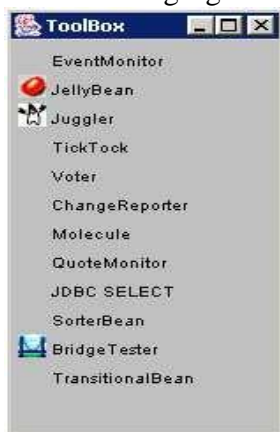 ToolBox
EventMonitor
JellyBean
Juggler
TickTock
Voter
ChangeReporter
Molecule
QuoteMonitor
JDBC SELECT
SorterBean
BridgeTester
TransitionalBean